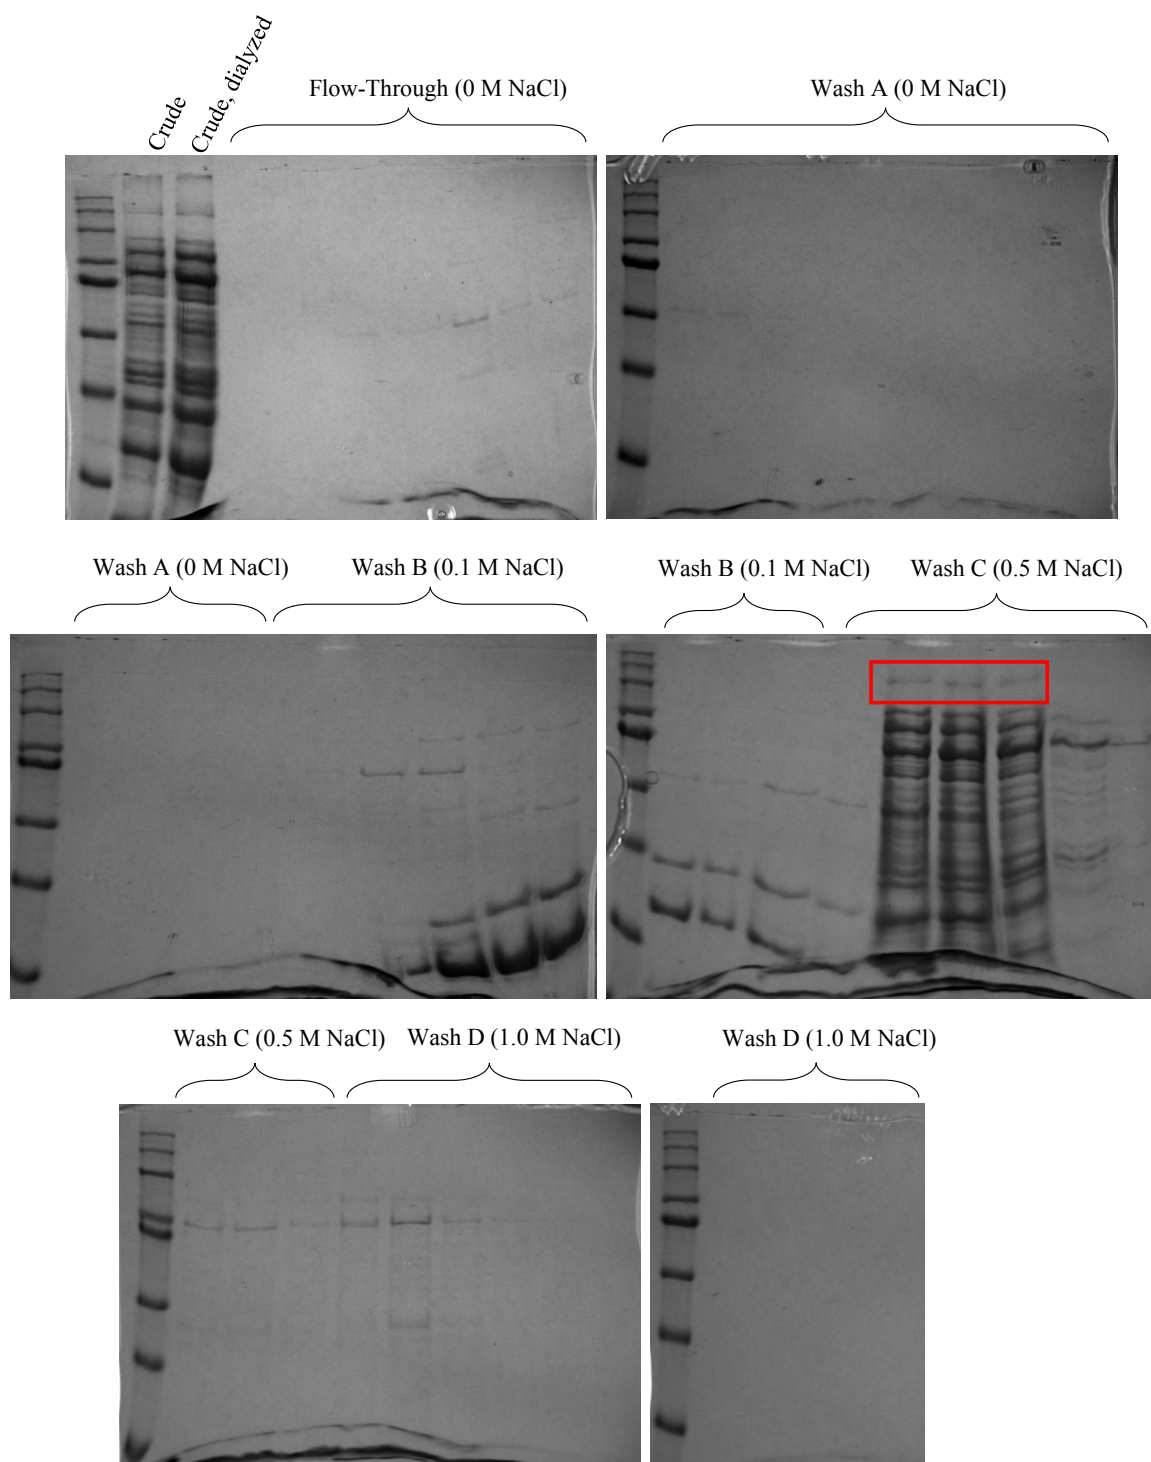 Crude
Crude, dialyzed
Flow-Through (0 M NaCl)
Wash A (0 M NaCl)
Wash A (0 M NaCl)
Wash B (0.1 M NaCl)
Wash B (0.1 M NaCl)
Wash C (0.5 M NaCl)
Wash C (0.5 M NaCl)
Wash D (1.0 M NaCl)
Wash D (1.0 M NaCl)